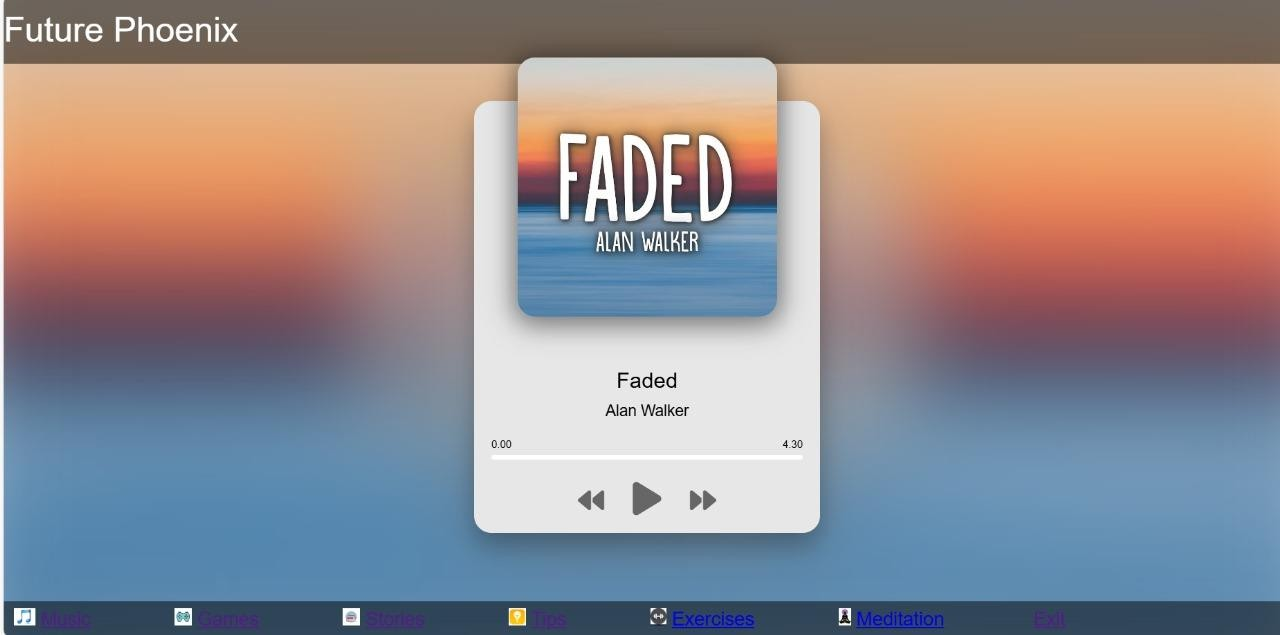 Future Phoenix
FADED
ALAN WALKER
Faded
Alan Walker
0.00 4.30
Music Games Stories Tips Exercises Meditation Exit